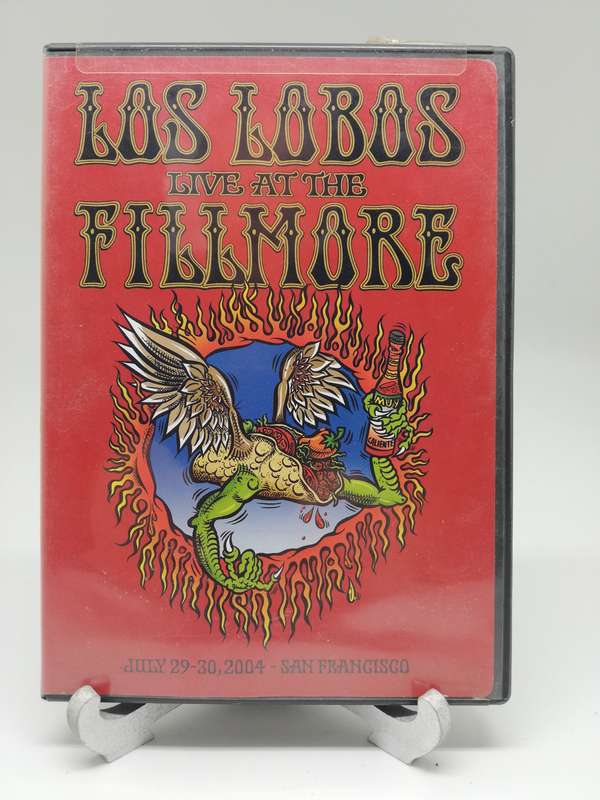 LOS LOBOS
LIVE AT THE
FILLMORE
MUY
CALIENTE
JULY 29-30, 2004 - SAN FRANCISCO